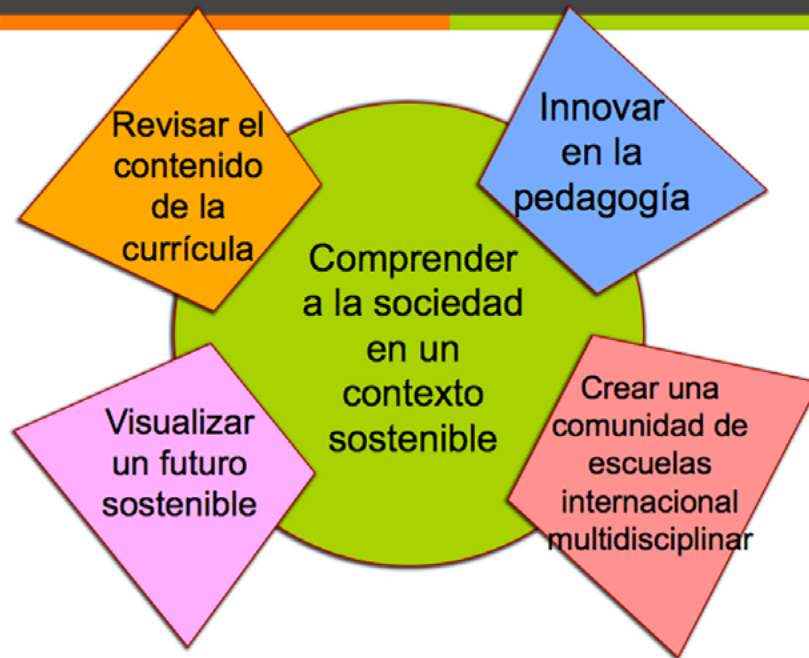 Revisar el
contenido
de la
currícula
Innovar
en la
pedagogía
Comprender
a la sociedad
en un
contexto
sostenible
Visualizar
un futuro
sostenible
Crear una
comunidad de
escuelas
internacional
multidisciplinar